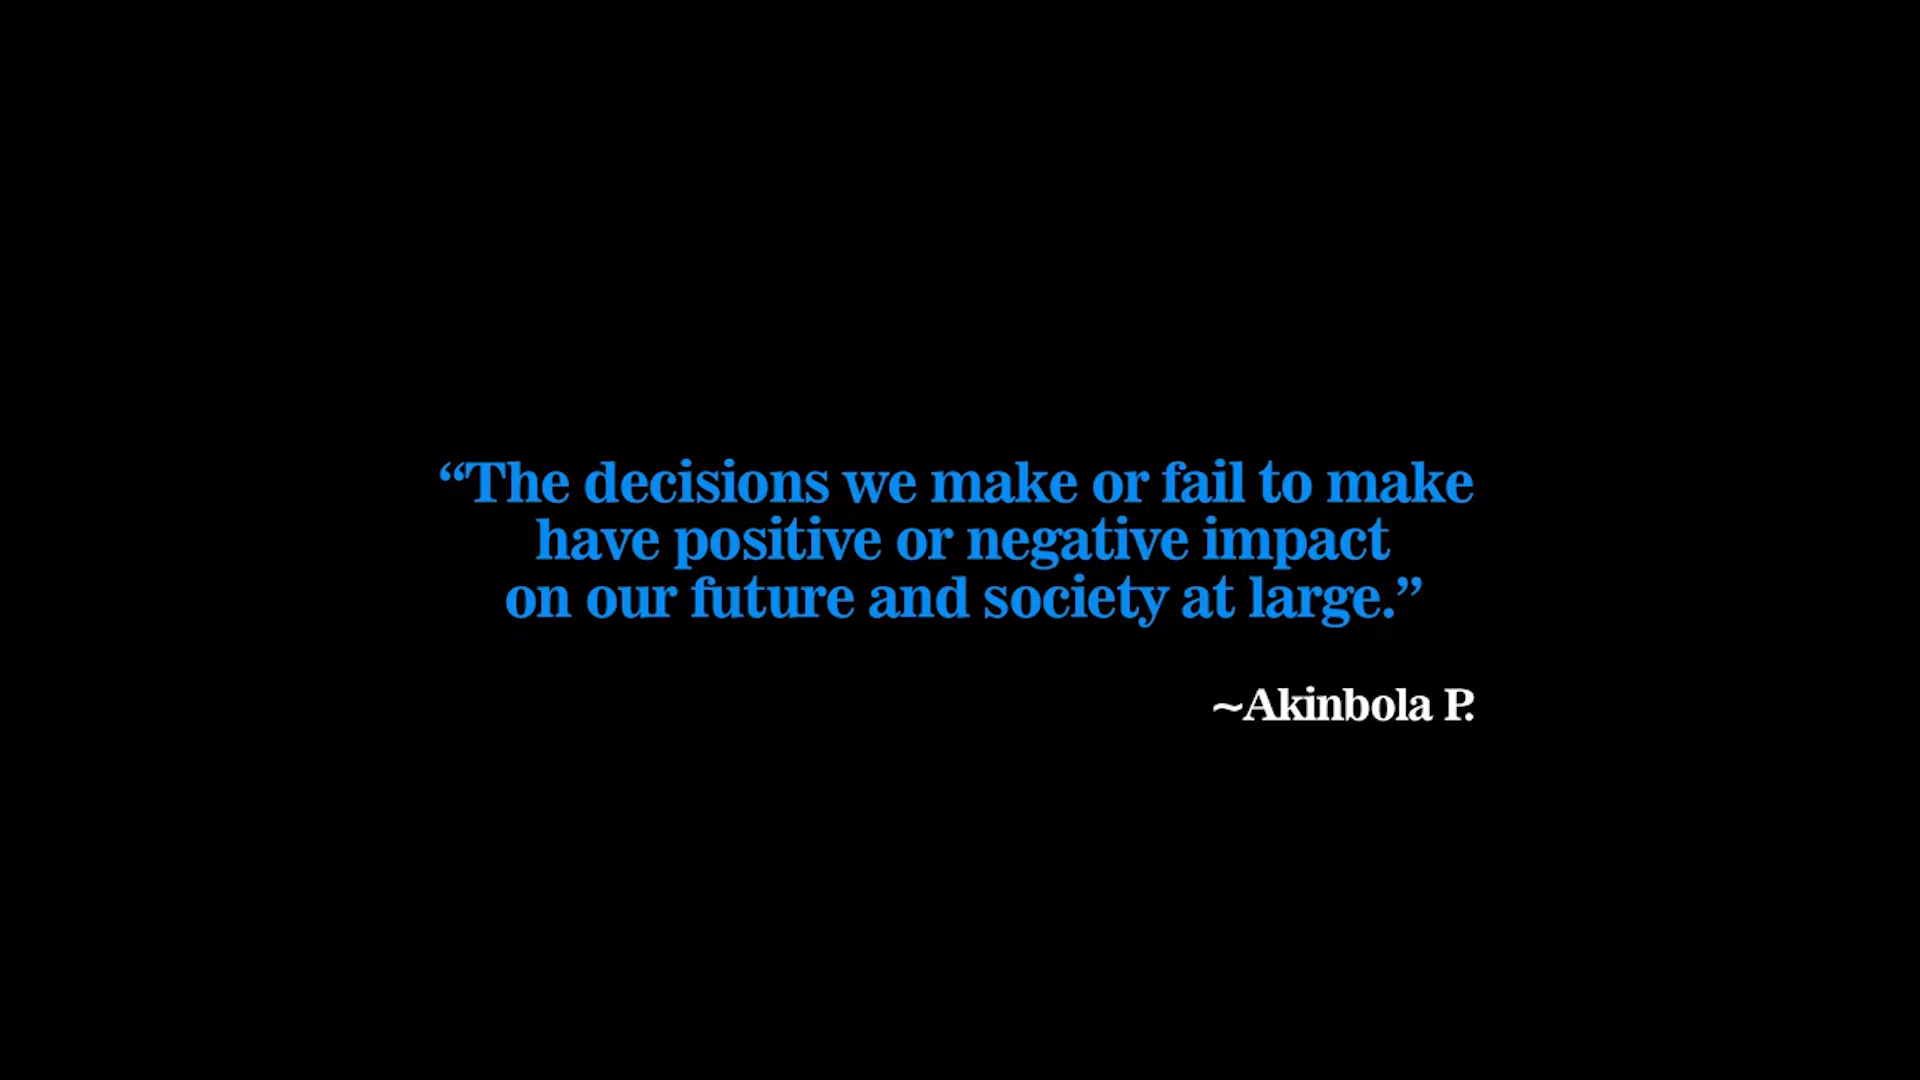 “The decisions we make or fail to make
have positive or negative impact
on our future and society at large.”
~Akinbola P.